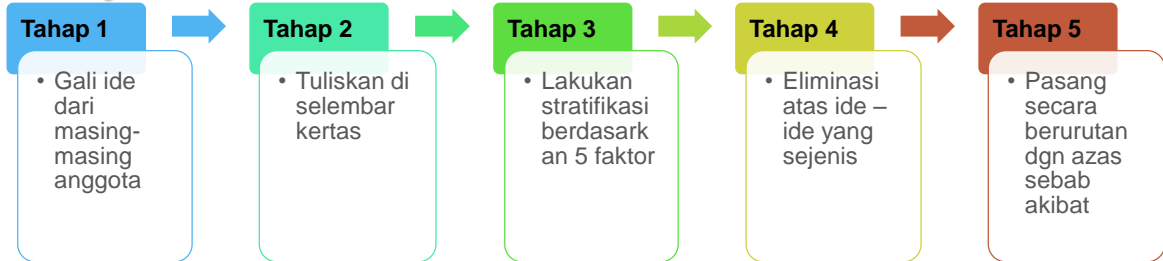 Tahap 1
• Gali ide
dari
masing-
masing
anggota
Tahap 2
• Tuliskan di
selembar
kertas
Tahap 3
• Lakukan
stratifikasi
berdasark
an 5 faktor
Tahap 4
• Eliminasi
atas ide –
ide yang
sejenis
Tahap 5
• Pasang
secara
berurutan
dgn azas
sebab
akibat